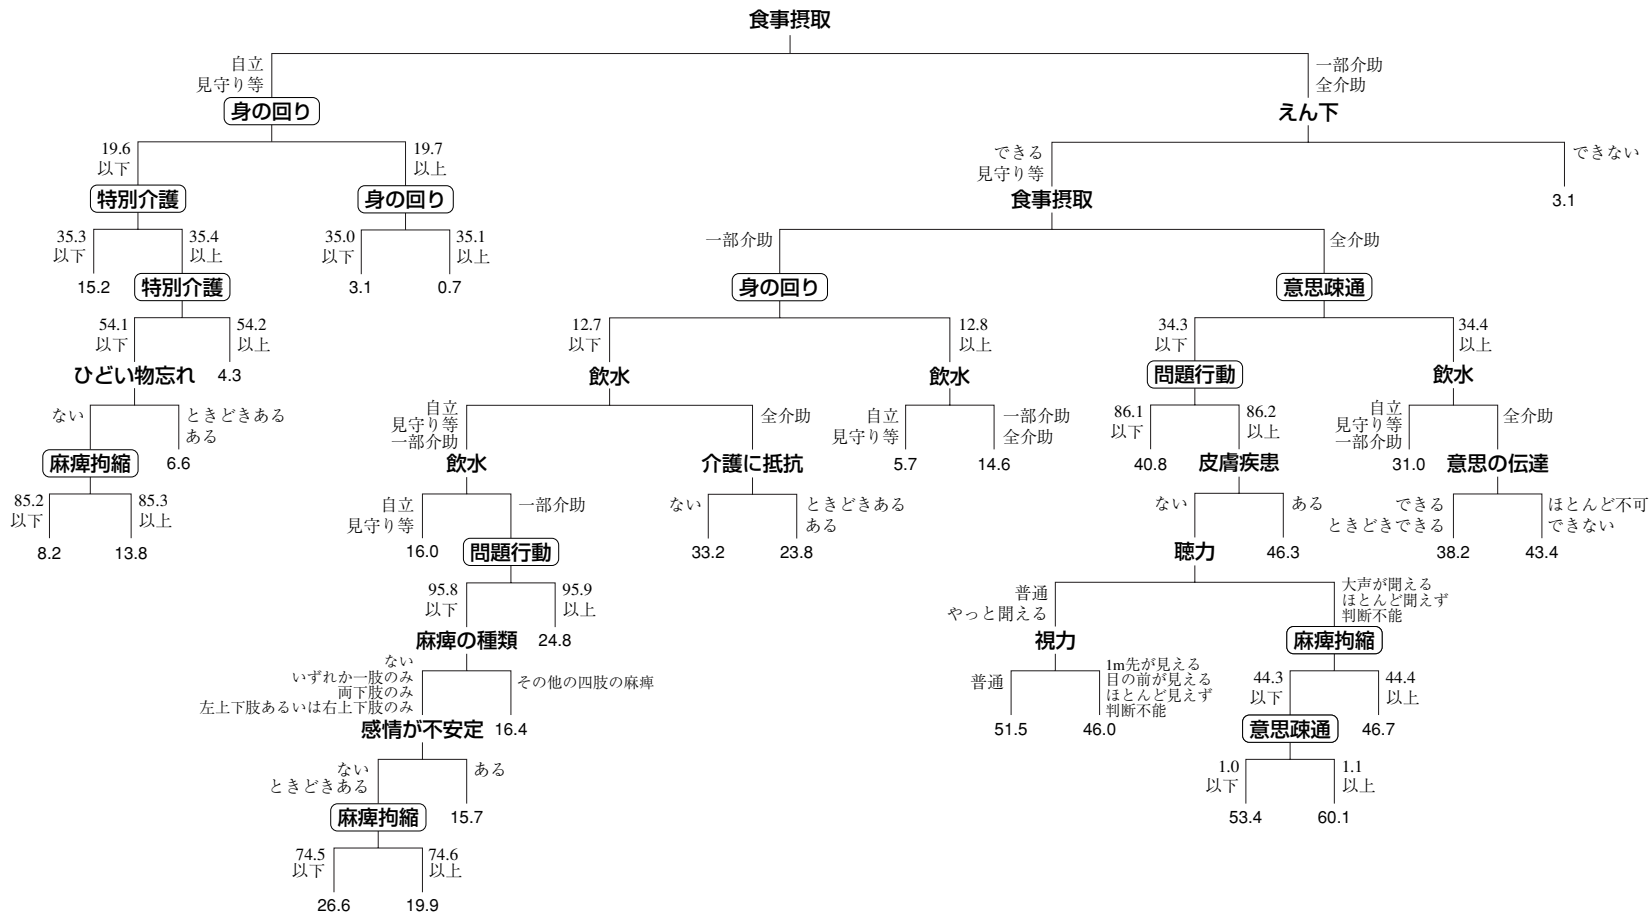 食事摂取
自立
見守り等
一部介助
全介助
身の回り
えん下
19.6
以下
19.7
以上
できる
見守り等
できない
特別介護
身の回り
食事摂取
3.1
35.3
以下
35.4
以上
35.0
以下
35.1
以上
一部介助
全介助
15.2
特別介護
3.1
0.7
身の回り
意思疎通
54.1
以下
54.2
以上
12.7
以下
12.8
以上
34.3
以下
34.4
以上
ひどい物忘れ
4.3
飲水
飲水
問題行動
飲水
ない
ときどきある
ある
自立
見守り等
一部介助
全介助
自立
見守り等
一部介助
全介助
86.1
以下
86.2
以上
自立
見守り等
一部介助
全介助
麻痺拘縮
6.6
飲水
介護に抵抗
5.7
14.6
40.8
皮膚疾患
31.0
意思の伝達
85.2
以下
85.3
以上
自立
見守り等
一部介助
ない
ときどきある
ある
ない
ある
できる
ときどきできる
ほとんど不可
できない
8.2
13.8
16.0
問題行動
33.2
23.8
聴力
46.3
38.2
43.4
95.8
以下
95.9
以上
普通
やっと聞える
大声が聞える
ほとんど聞えず
判断不能
麻痺の種類
24.8
視力
麻痺拘縮
ない
いずれか一肢のみ
両下肢のみ
左上下肢あるいは右上下肢のみ
その他の四肢の麻痺
普通
1m先が見える
目の前が見える
ほとんど見えず
判断不能
44.3
以下
44.4
以上
感情が不安定
16.4
51.5
46.0
意思疎通
46.7
ない
ときどきある
ある
1.0
以下
1.1
以上
麻痺拘縮
15.7
53.4
60.1
74.5
以下
74.6
以上
26.6
19.9